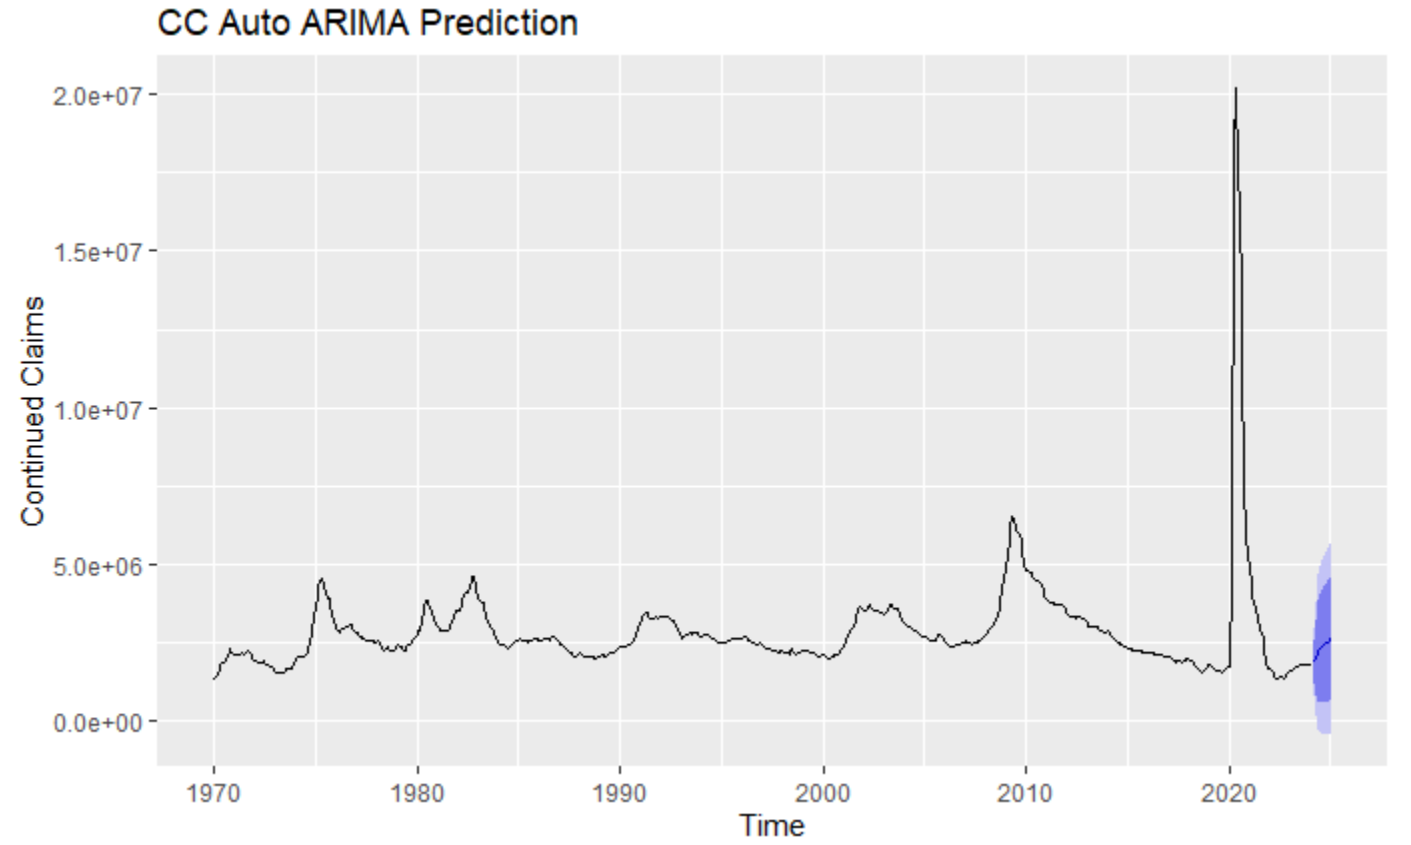 CC Auto ARIMA Prediction
2.0e+07
1.5e+07
1.0e+07
5.0e+06
0.0e+00
Continued Claims
1970 1980 1990 2000 2010 2020
Time